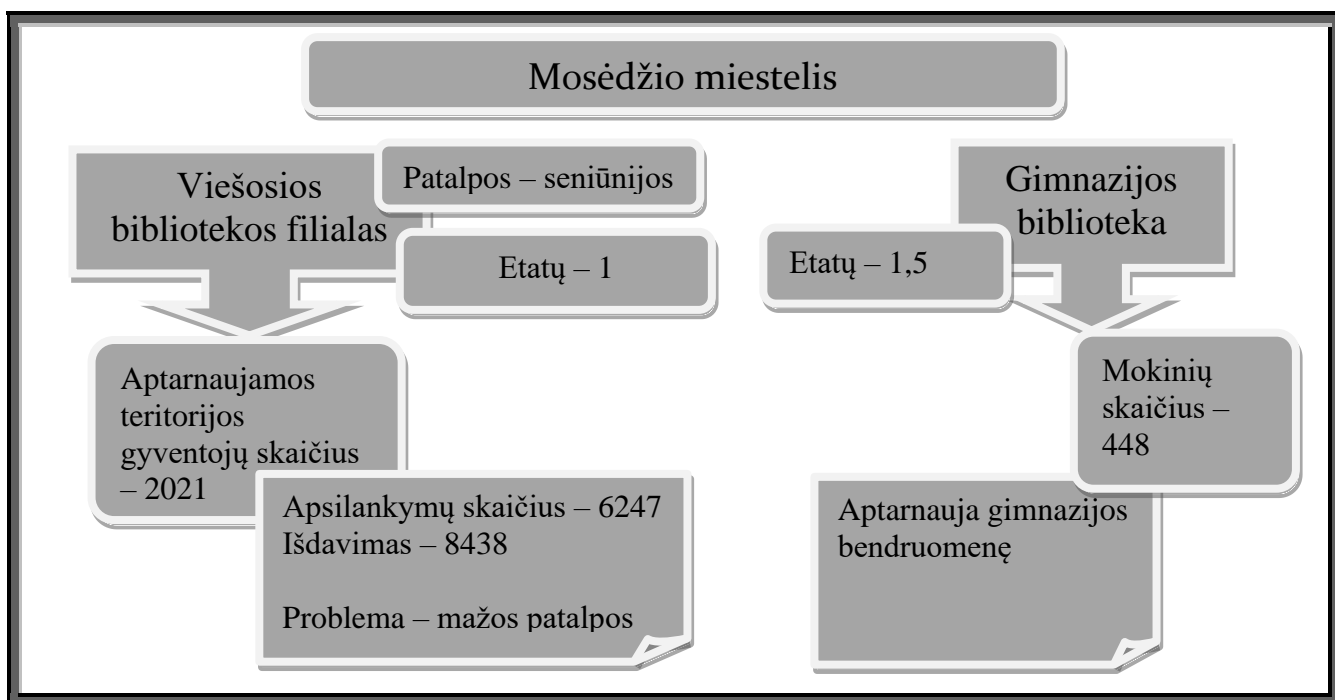 Mosėdžio miestelis
Viešosios
bibliotekos filialas
Patalpos – seniūnijos
Etatų – 1
Aptarnaujamos
teritorijos
gyventojų skaičius
– 2021
Apsilankymų skaičius – 6247
Išdavimas – 8438
Problema – mažos patalpos
Gimnazijos
biblioteka
Etatų – 1,5
Mokinių
skaičius –
448
Aptarnauja gimnazijos
bendruomenę